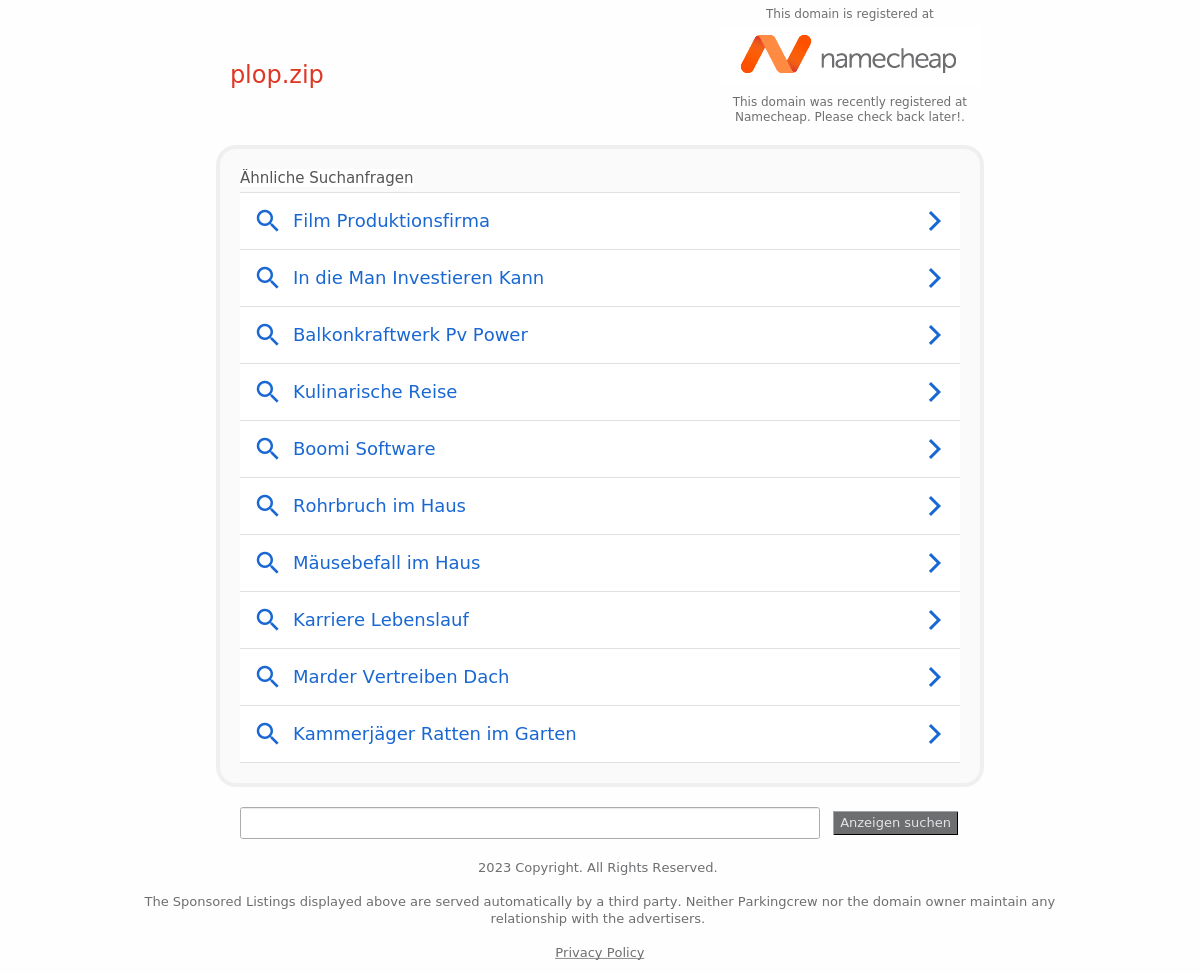 This domain is registered at
namecheap
plop.zip
This domain was recently registered at
Namecheap. Please check back later!.
Ähnliche Suchanfragen
Film Produktionsfirma
In die Man Investieren Kann
Balkonkraftwerk Pv Power
Kulinarische Reise
Boomi Software
Rohrbruch im Haus
Mäusebefall im Haus
Karriere Lebenslauf
Marder Vertreiben Dach
Kammerjäger Ratten im Garten
Anzeigen suchen
2023 Copyright. All Rights Reserved.
The Sponsored Listings displayed above are served automatically by a third party. Neither Parkingcrew nor the domain owner maintain any
relationship with the advertisers.
Privacy Policy